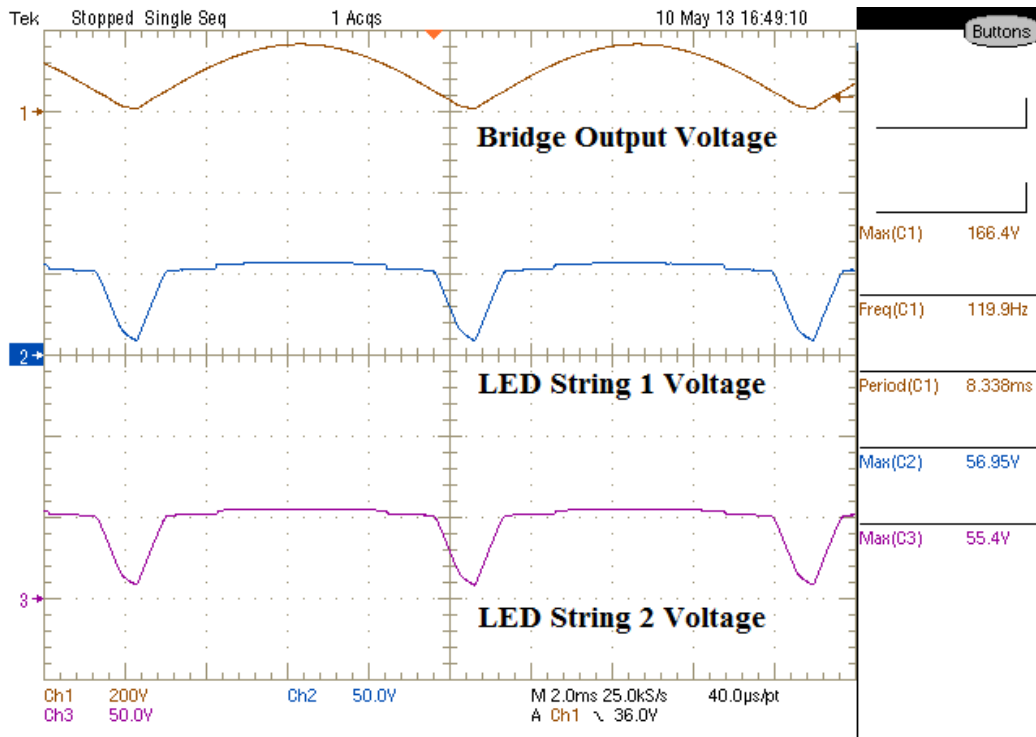 Tek Stopped Single Seq 1 Acqs 10 May 13 16:49:10
Buttons
1
Bridge Output Voltage
Max(C1) 166.4V
Freq(C1) 119.9Hz
2
LED String 1 Voltage
Period(C1) 8.338ms
Max(C2) 56.95V
Max(C3) 55.4V
3
LED String 2 Voltage
Ch1 200V Ch2 50.0V M 2.0ms 25.0kS/s 40.0µs/pt
Ch3 50.0V A Ch1 ∖ 36.0V